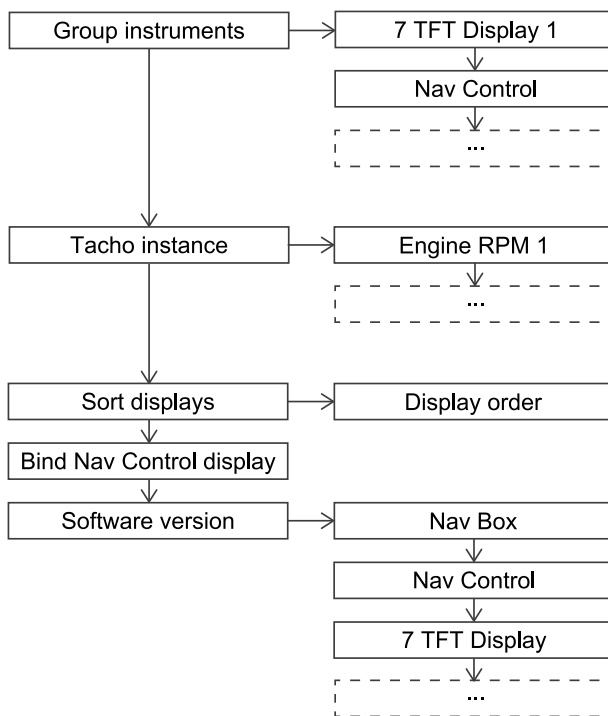 Group instruments
7 TFT Display 1
Nav Control
...
Tacho instance
Engine RPM 1
...
Sort displays
Display order
Bind Nav Control display
Software version
Nav Box
Nav Control
7 TFT Display
...